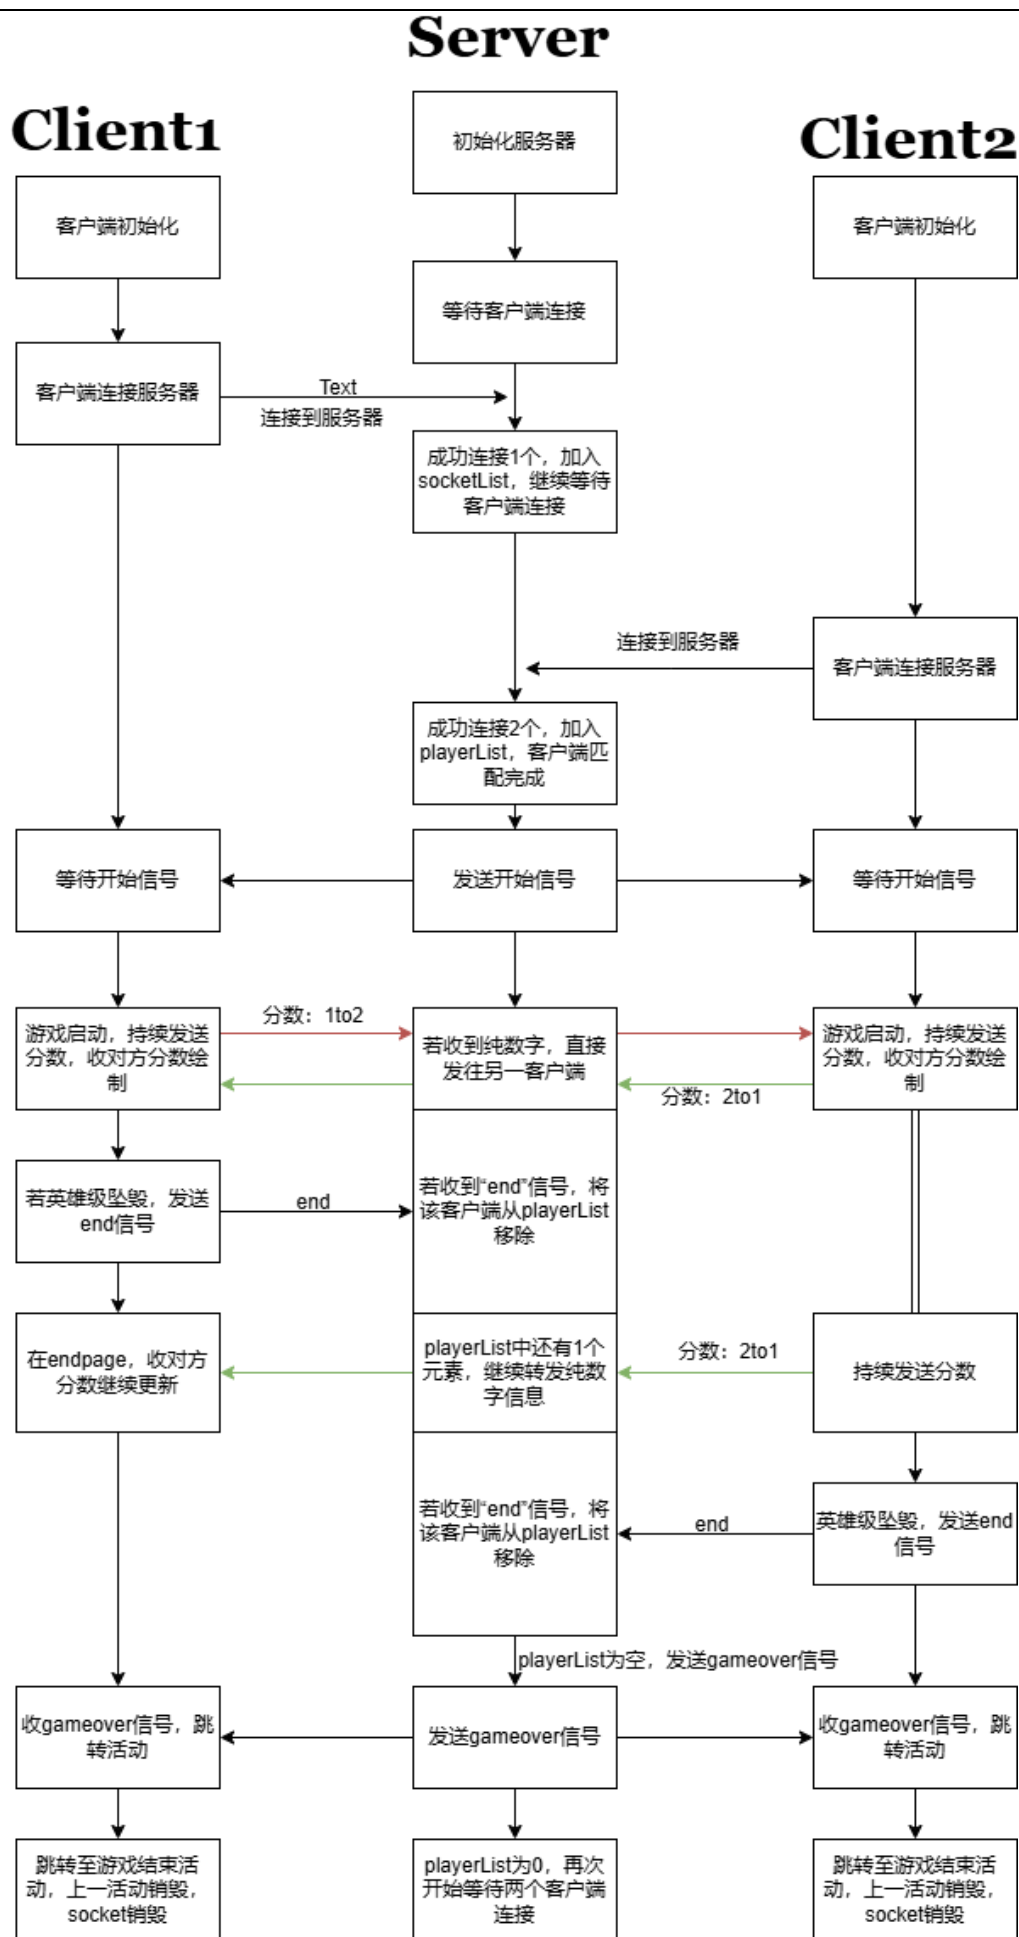 Server
Client1
Client2
初始化服务器
客户端初始化
客户端初始化
等待客户端连接
客户端连接服务器
Text
连接到服务器
成功连接1个，加入
socketList，继续等待
客户端连接
连接到服务器
客户端连接服务器
成功连接2个，加入
playerList，客户端匹
配完成
等待开始信号
发送开始信号
等待开始信号
游戏启动，持续发送
分数，收对方分数绘
制
分数：1to2
若收到纯数字，直接
发往另一客户端
分数：2to1
游戏启动，持续发送
分数，收对方分数绘
制
若英雄级坠毁，发送
end信号
end
若收到“end”信号，将
该客户端从playerList
移除
在endpage，收对方
分数继续更新
playerList中还有1个
元素，继续转发纯数
字信息
分数：2to1
持续发送分数
若收到“end”信号，将
该客户端从playerList
移除
end
英雄级坠毁，发送end
信号
playerList为空，发送gameover信号
收gameover信号，跳
转活动
发送gameover信号
收gameover信号，跳
转活动
跳转至游戏结束活
动，上一活动销毁，
socket销毁
playerList为0，再次
开始等待两个客户端
连接
跳转至游戏结束活
动，上一活动销毁，
socket销毁